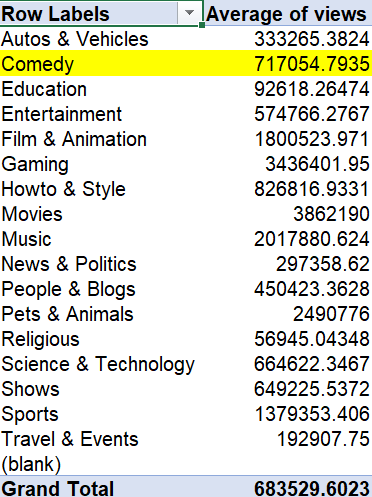 Row Labels Average of views
Autos & Vehicles 333265.3824
Comedy 717054.7935
Education 92618.26474
Entertainment 574766.2767
Film & Animation 1800523.971
Gaming 3436401.95
Howto & Style 826816.9331
Movies 3862190
Music 2017880.624
News & Politics 297358.62
People & Blogs 450423.3628
Pets & Animals 2490776
Religious 56945.04348
Science & Technology 664622.3467
Shows 649225.5372
Sports 1379353.406
Travel & Events 192907.75
(blank)
Grand Total 683529.6023